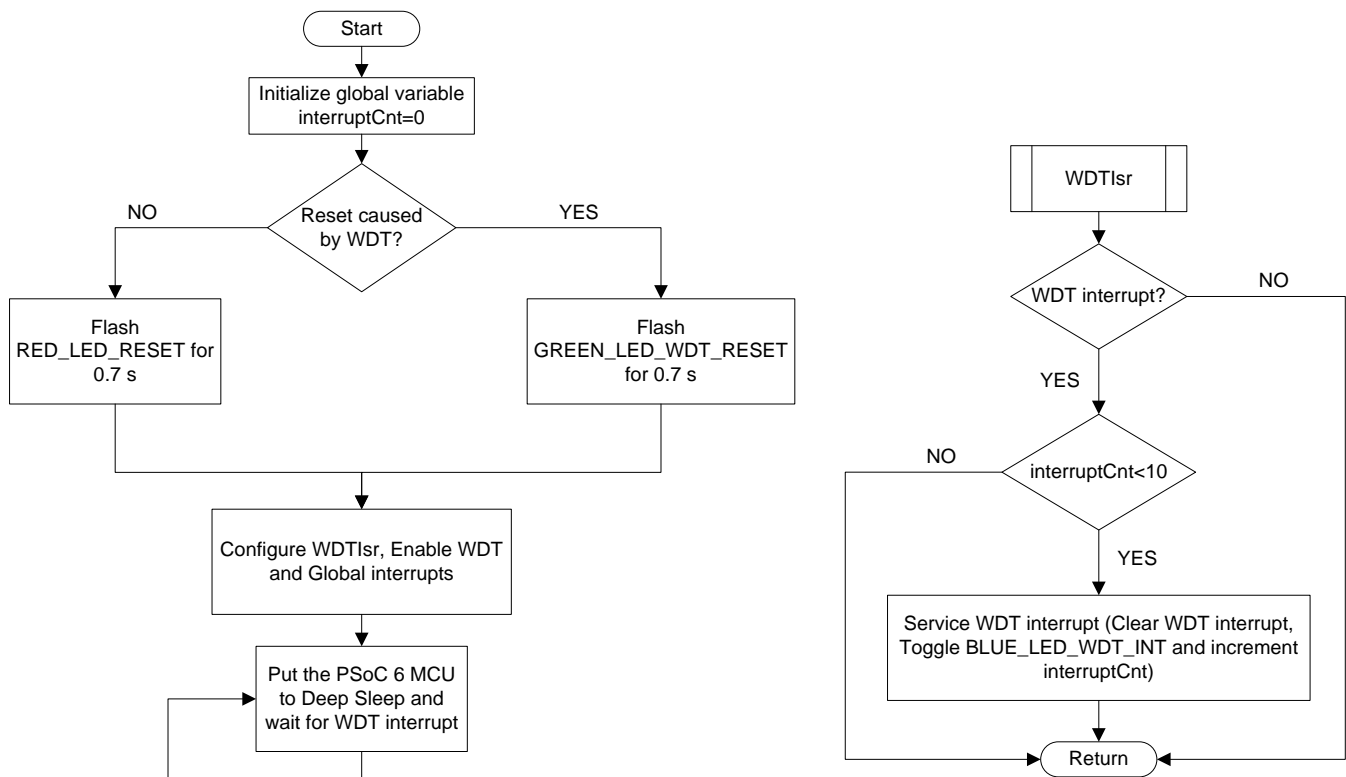 Start
Initialize global variable
interruptCnt=0
Reset caused
by WDT?
NO
YES
Flash
RED_LED_RESET for
0.7 s
Flash
GREEN_LED_WDT_RESET
for 0.7 s
Configure WDTIsr, Enable WDT
and Global interrupts
Put the PSoC 6 MCU
to Deep Sleep and
wait for WDT interrupt
WDTIsr
WDT interrupt?
NO
YES
interruptCnt<10
NO
YES
Service WDT interrupt (Clear WDT interrupt,
Toggle BLUE_LED_WDT_INT and increment
interruptCnt)
Return